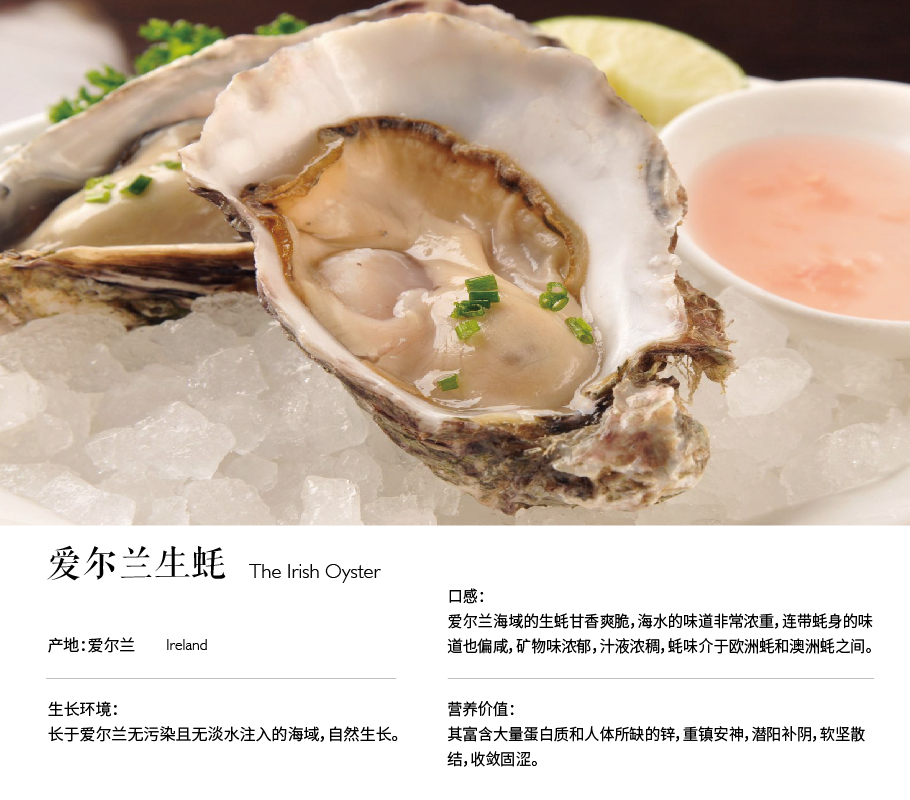 爱尔兰生蚝 The Irish Oyster
产地:爱尔兰 Ireland
生长环境:
长于爱尔兰无污染且无淡水注入的海域,自然生长。
口感:
爱尔兰海域的生蚝甘香爽脆,海水的味道非常浓重,连带蚝身的味
道也偏咸,矿物味浓郁,汁液浓稠,蚝味介于欧洲蚝和澳洲蚝之间。
营养价值:
其富含大量蛋白质和人体所缺的锌,重镇安神,潜阳补阴,软坚散
结,收敛固涩。